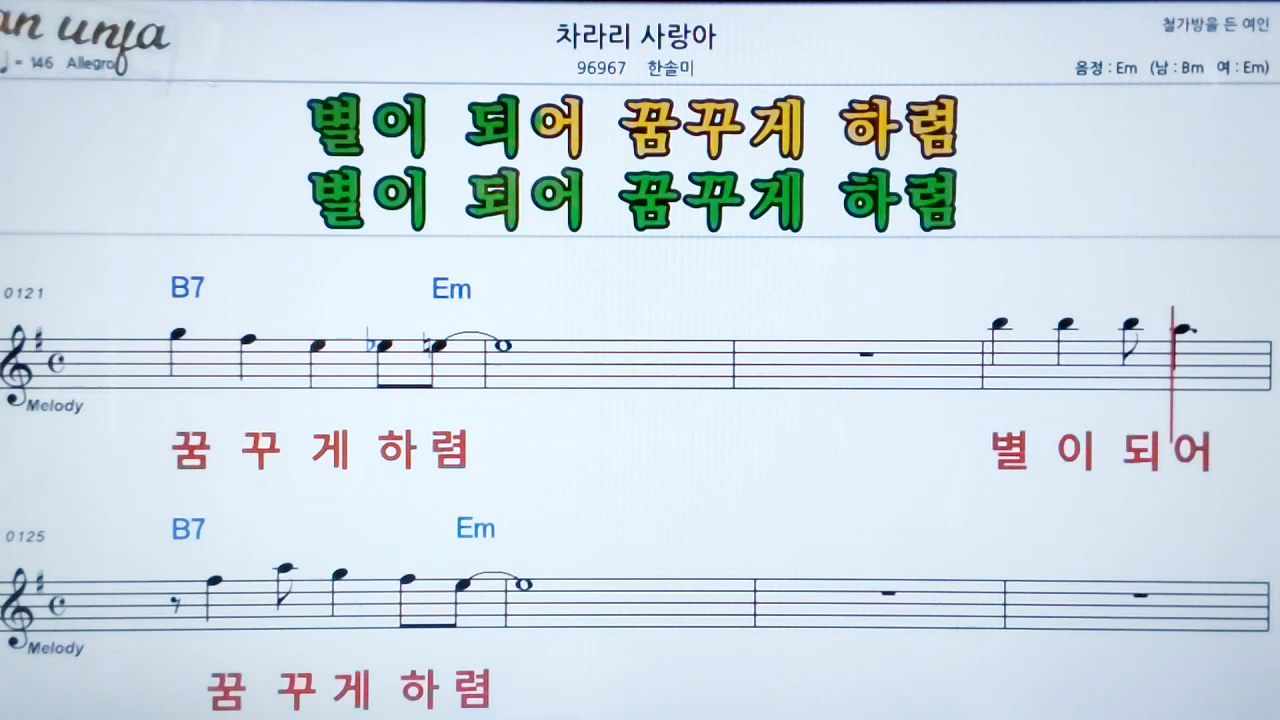 차라리 사랑아
철가방을 든 여인
♩ = 146 Allegro
96967 한솔미
음정 : Em (남 : Bm 여 : Em)
별이 되어 꿈꾸게 하렴
별이 되어 꿈꾸게 하렴
0121
B7 Em
Melody
꿈 꾸 게 하 렴 별 이 되 어
0125
B7 Em
Melody
꿈 꾸 게 하 렴